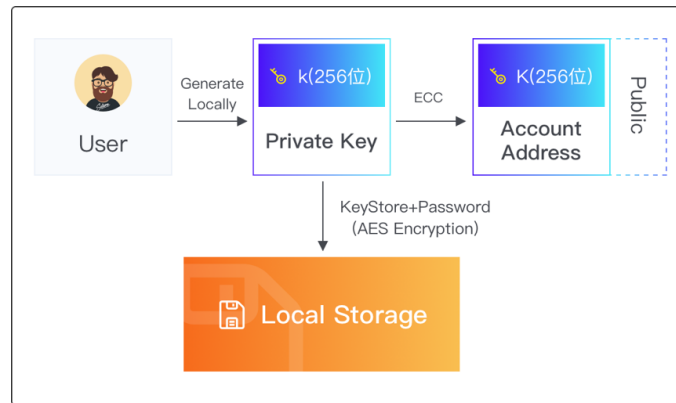 User
Generate
Locally
k(256位)
Private Key
ECC
K(256位)
Account
Address
Public
KeyStore+Password
(AES Encryption)
Local Storage